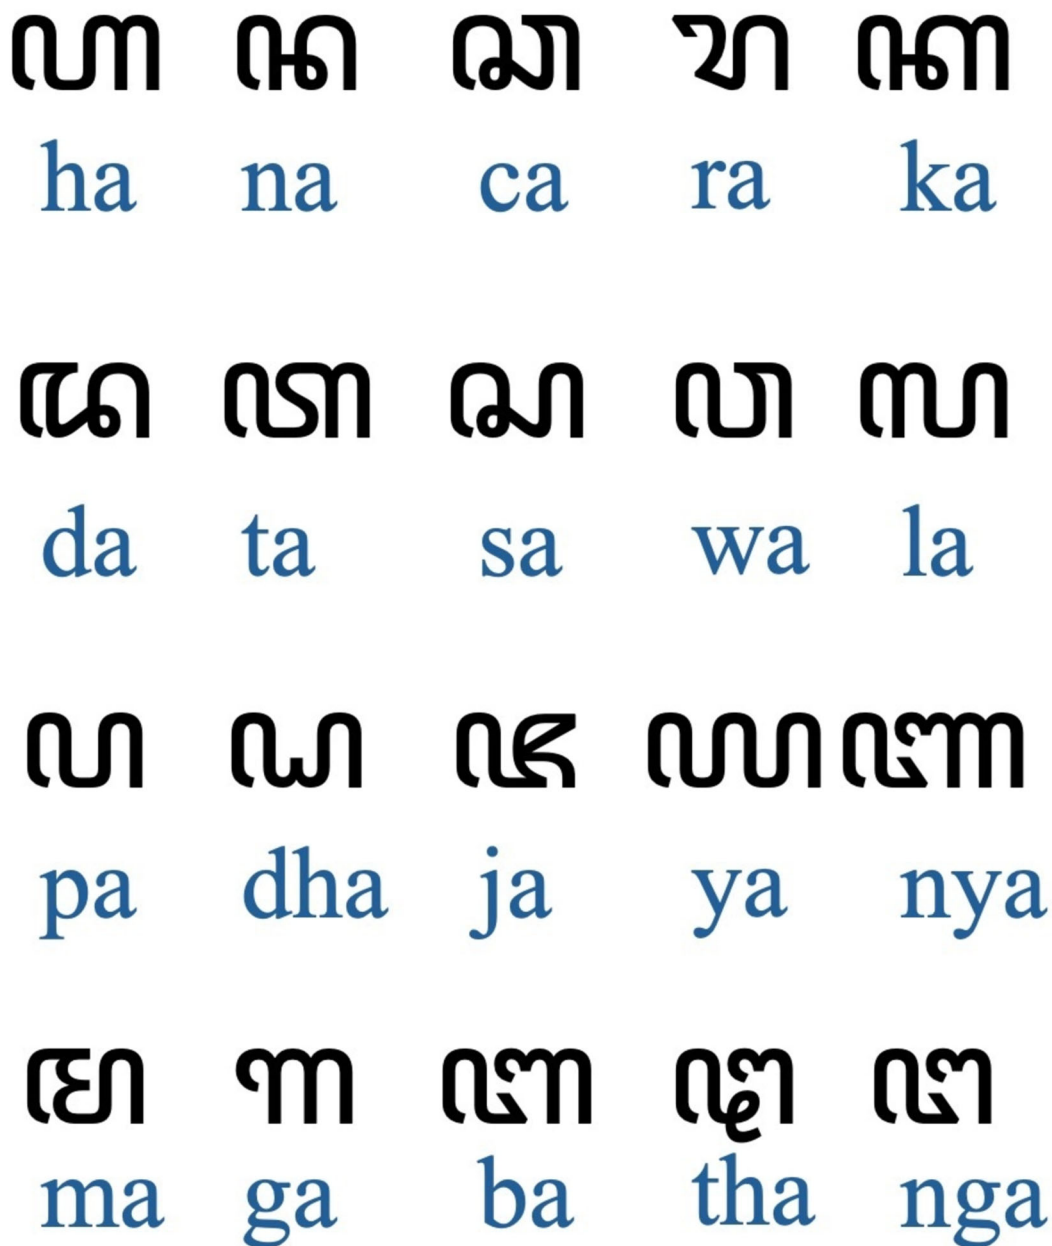 ꦲ ꦤ ꦕ ꦫ ꦏ
ha na ca ra ka
ꦢ ꦠ ꦱ ꦮ ꦭ
da ta sa wa la
ꦥ ꦝ ꦗ ꦪ ꦚ
pa dha ja ya nya
ꦩ ꦒ ꦧ ꦛ ꦔ
ma ga ba tha nga